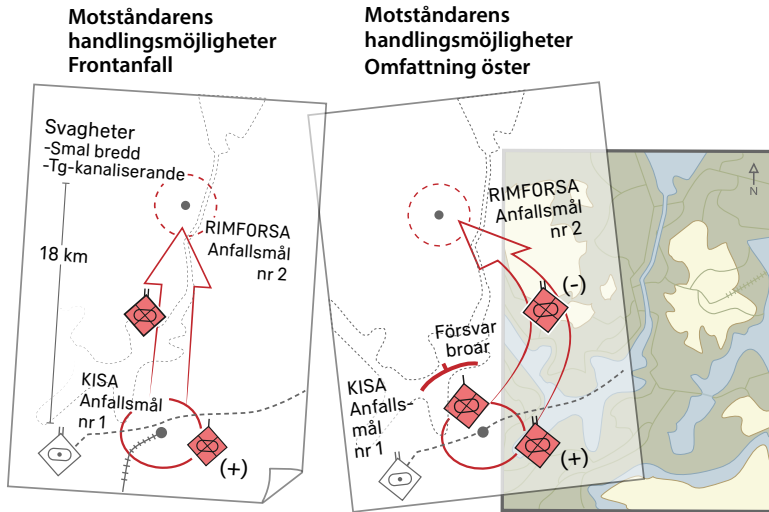 Motståndarens
handlingsmöjligheter
Frontanfall
Svagheter
-Smal bredd
-Tg-kanaliserande
18 km
RIMFORSA
Anfallsmål
nr 2
KISA
Anfallsmål
nr 1
(+)
Motståndarens
handlingsmöjligheter
Omfattning öster
RIMFORSA
Anfallsmål
nr 2
(-)
Försvar
broar
KISA
Anfalls-
mål
nr 1
(+)
N